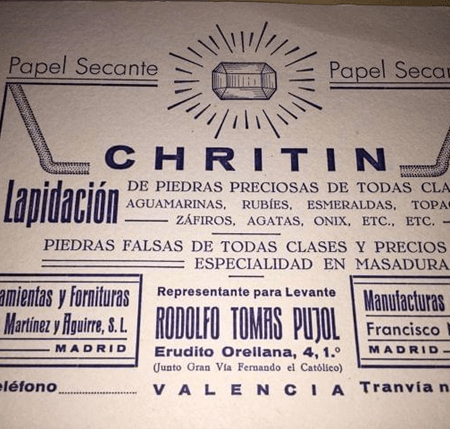 Papel Secante Papel Secan
CHRITIN
Lapidación
DE PIEDRAS PRECIOSAS DE TODAS CLA
AGUAMARINAS, RUBÍES, ESMERALDAS, TOPAC
ZÁFIROS, AGATAS, ONIX, ETC., ETC.
PIEDRAS FALSAS DE TODAS CLASES Y PRECIOS
ESPECIALIDAD EN MASADURA
amientas y Fornituras
Martínez y Aguirre, S. L.
MADRID
Representante para Levante
RODOLFO TOMAS PUJOL
Erudito Orellana, 4, 1.º
(Junto Gran Vía Fernando el Católico)
Manufacturas
Francisco
MADRID
eléfono VALENCIA Tranvía n